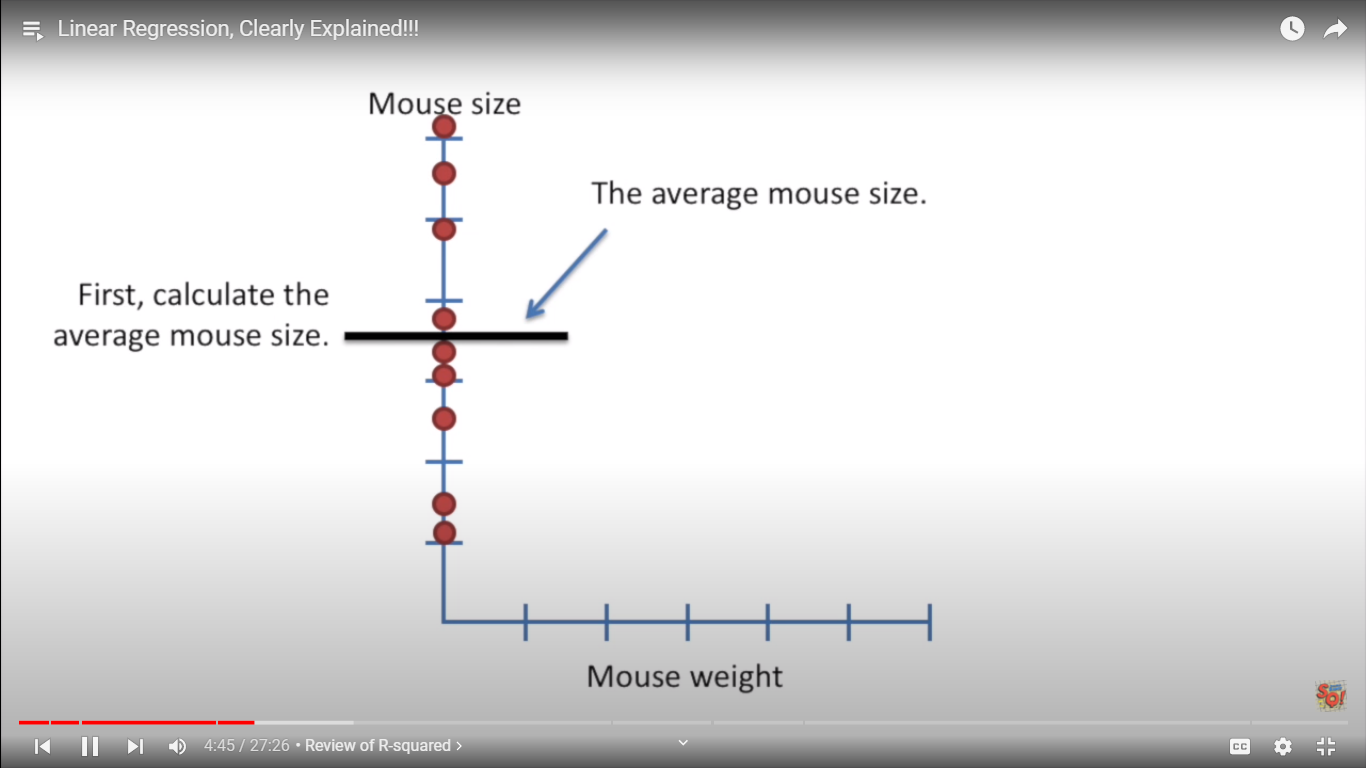 Linear Regression, Clearly Explained!!!
Mouse size
The average mouse size.
First, calculate the
average mouse size.
Mouse weight
4:45 / 27:26 • Review of R-squared >
CC